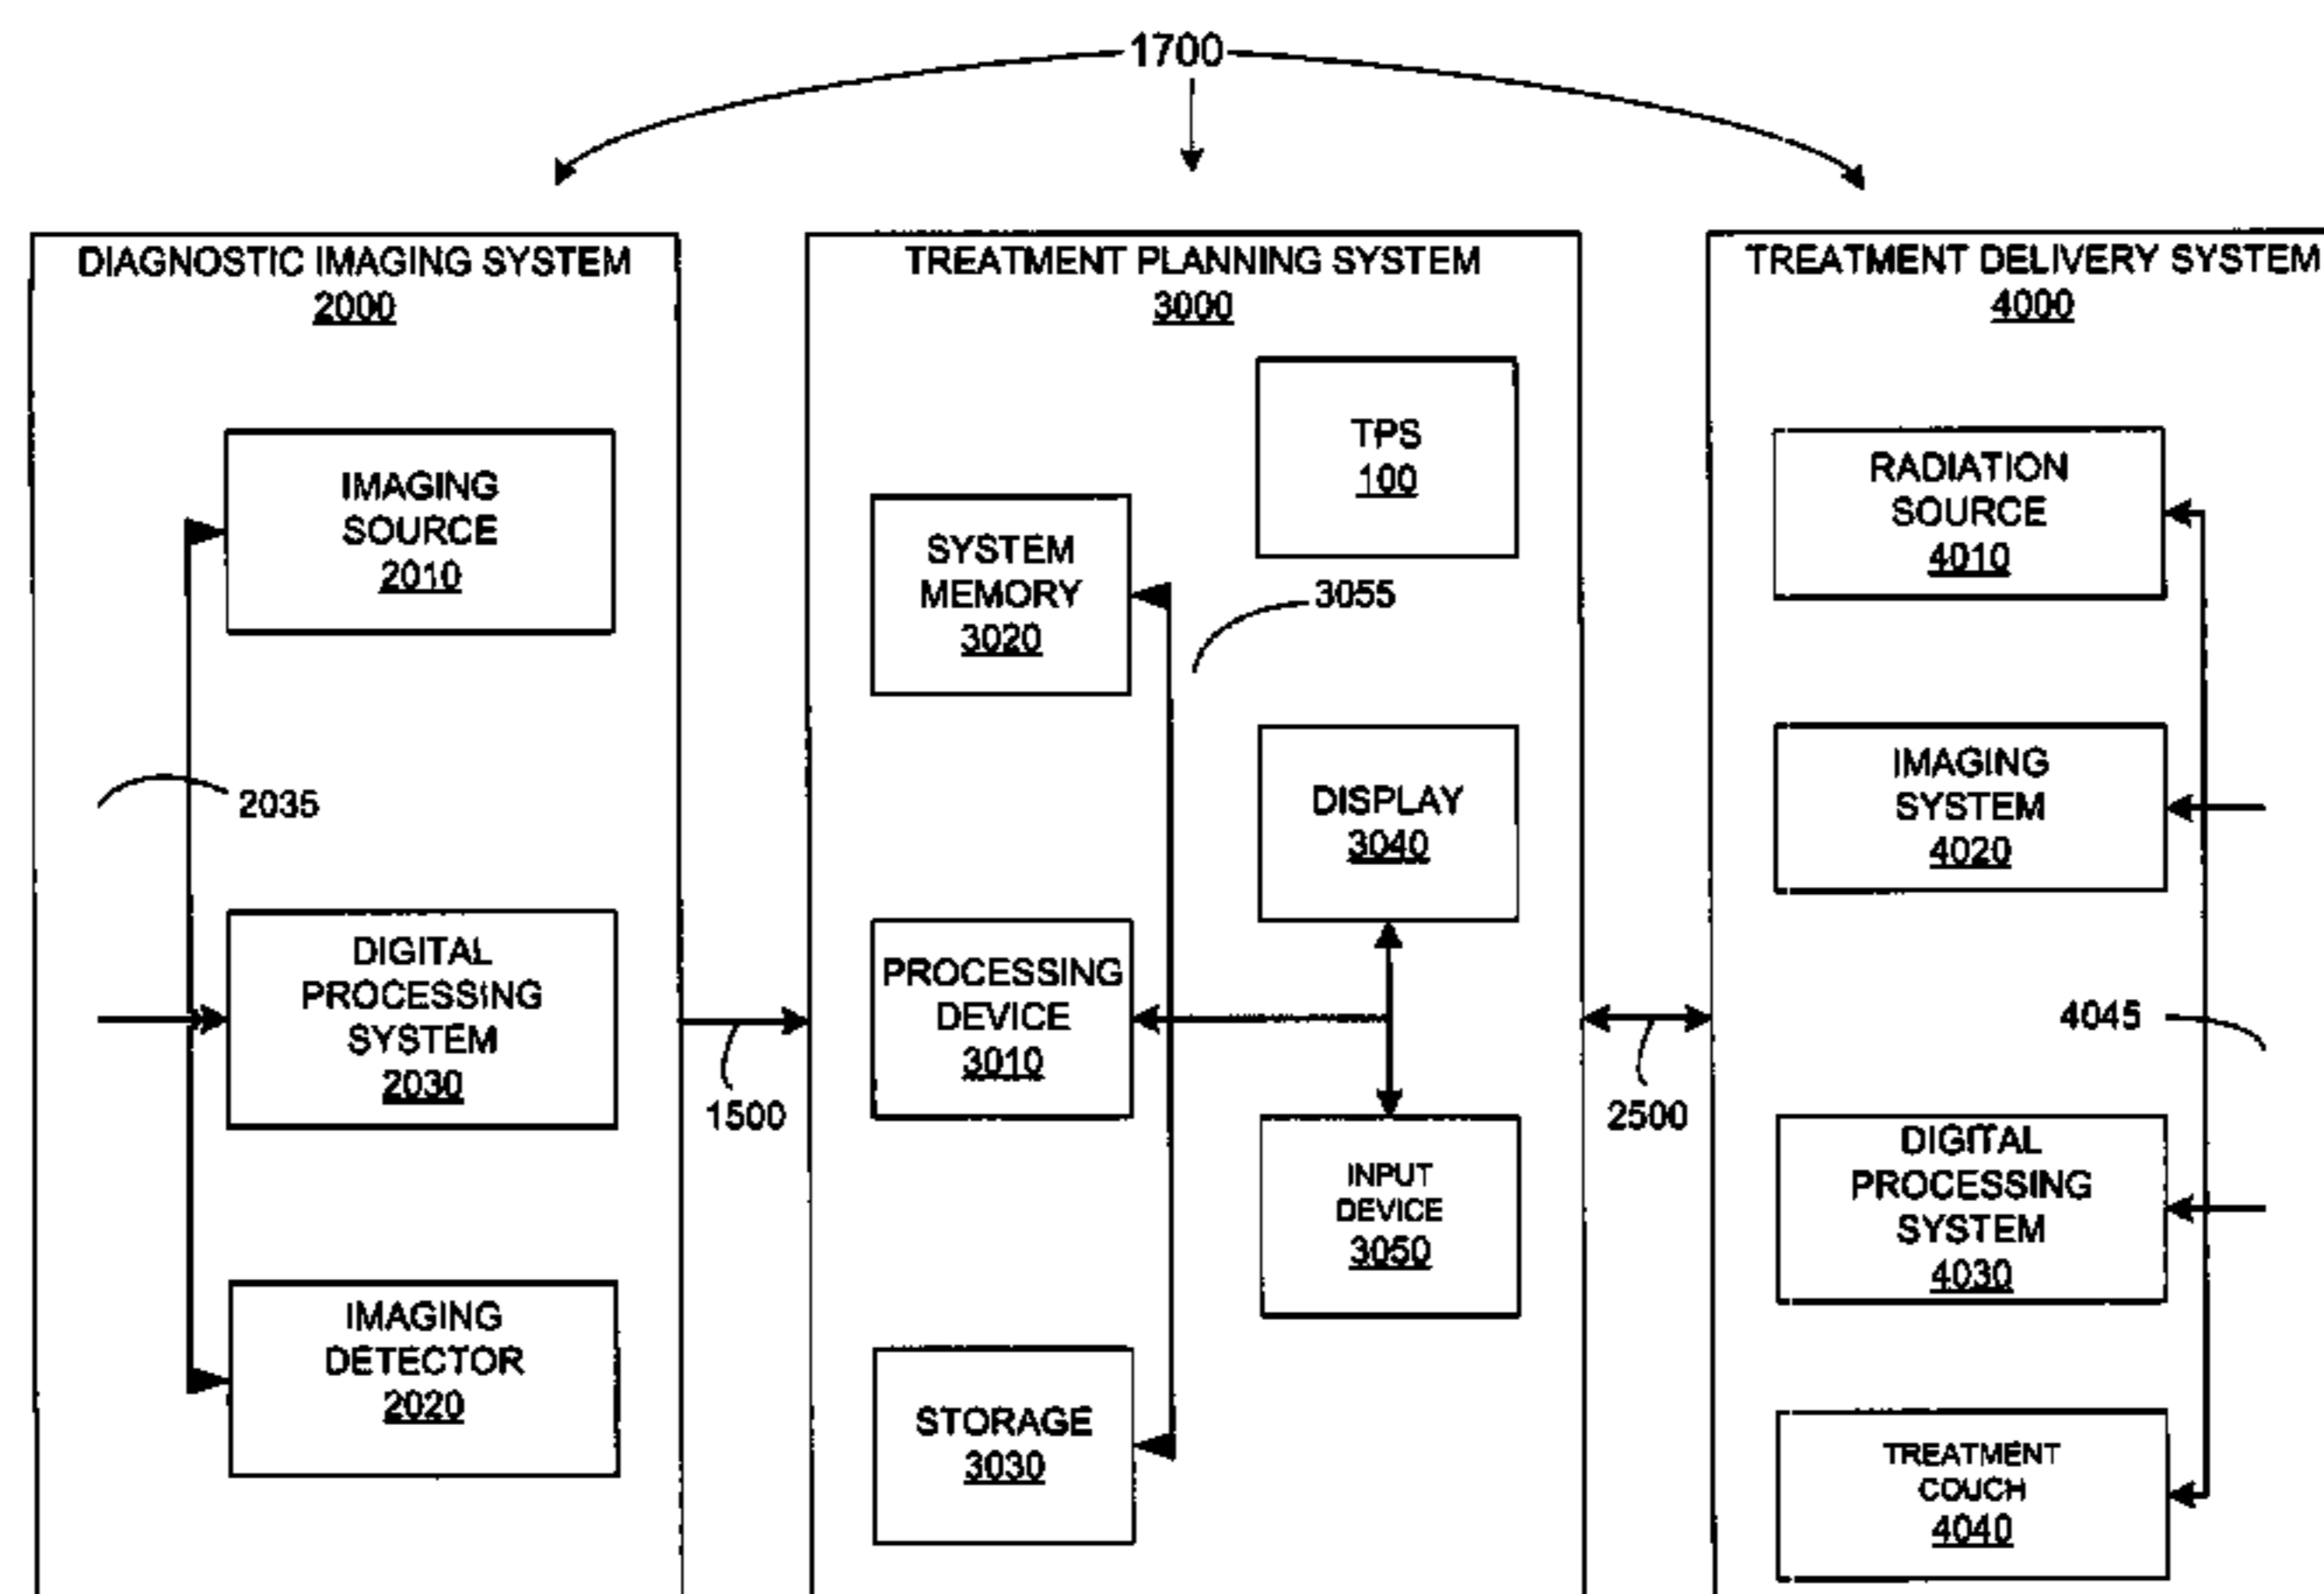 1700
DIAGNOSTIC IMAGING SYSTEM
2000
IMAGING
SOURCE
2010
2035
DIGITAL
PROCESSING
SYSTEM
2030
IMAGING
DETECTOR
2020
1500
TREATMENT PLANNING SYSTEM
3000
TPS
100
SYSTEM
MEMORY
3020
3055
DISPLAY
3040
PROCESSING
DEVICE
3010
INPUT
DEVICE
3050
STORAGE
3030
2500
TREATMENT DELIVERY SYSTEM
4000
RADIATION
SOURCE
4010
IMAGING
SYSTEM
4020
4045
DIGITAL
PROCESSING
SYSTEM
4030
TREATMENT
COUCH
4040